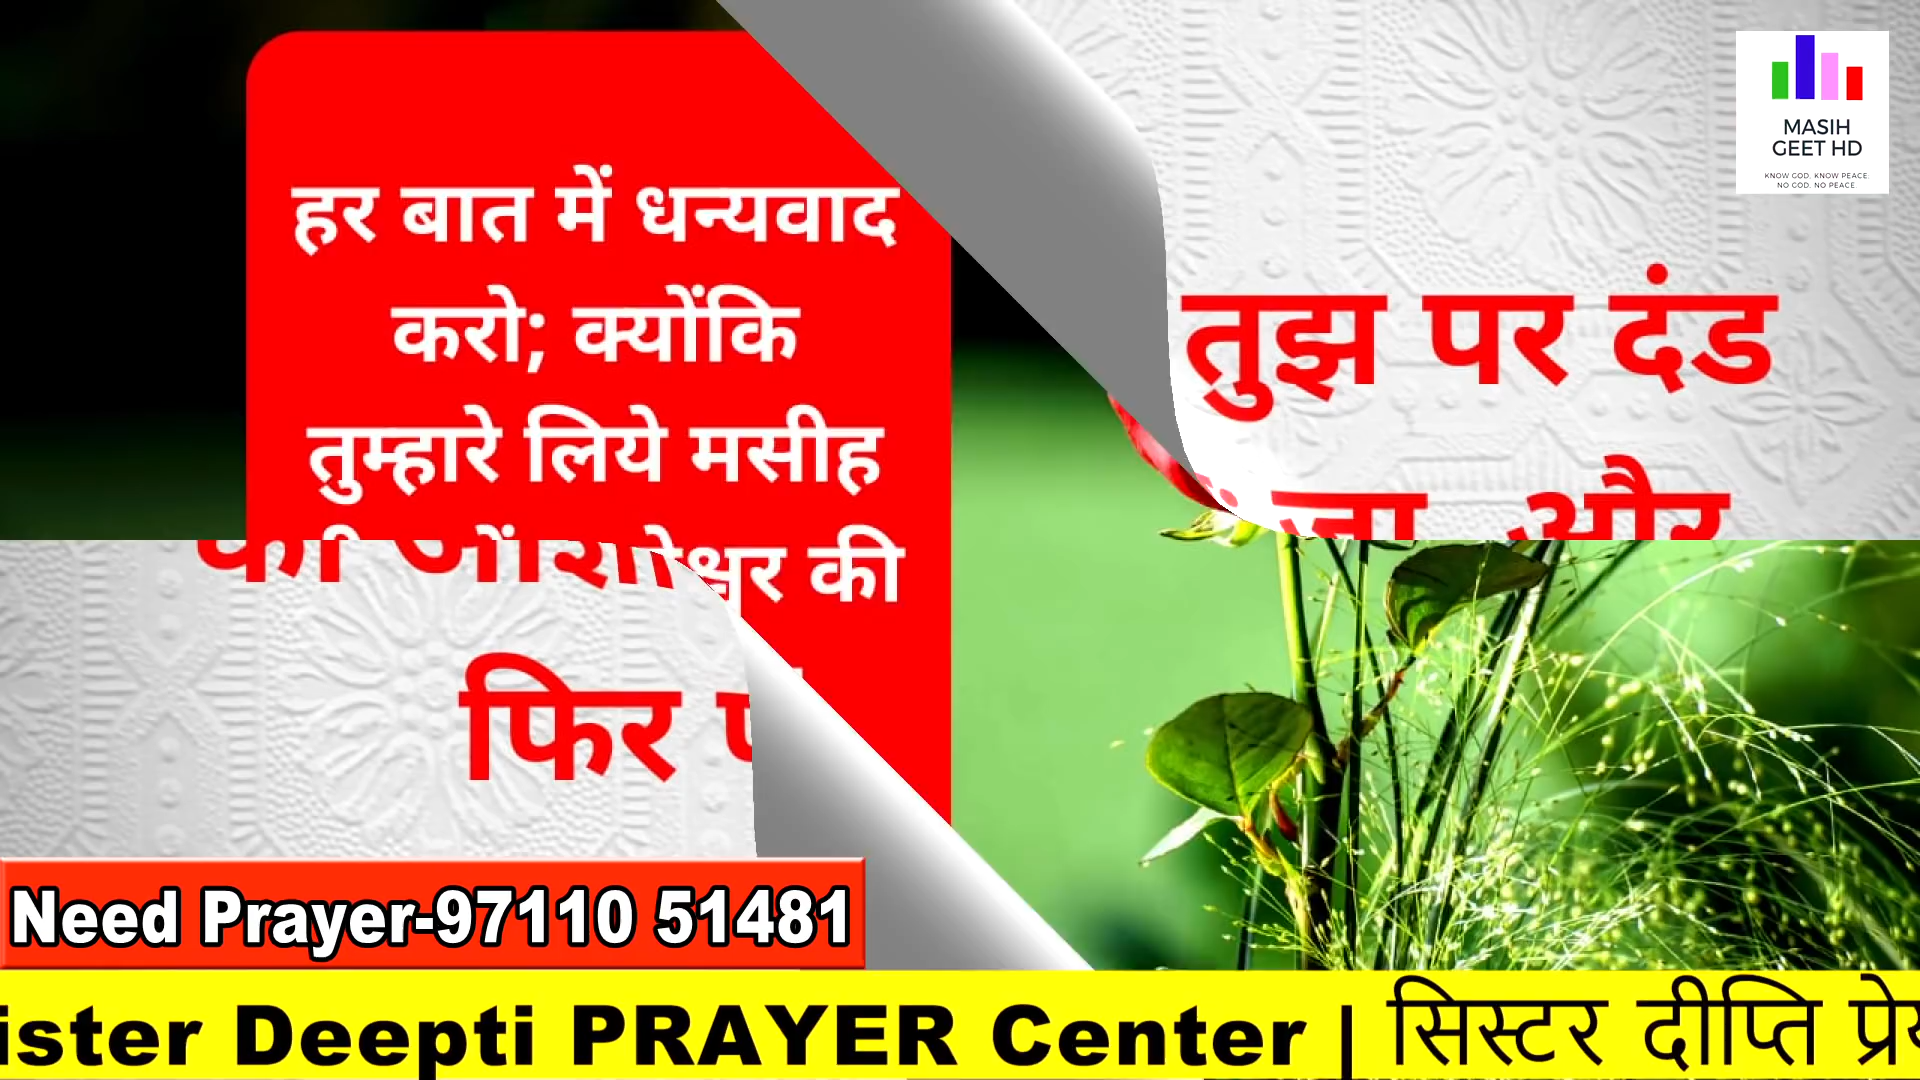 हर बात में धन्यवाद
करो; क्योंकि
तुम्हारे लिये मसीह
की
तुझ पर दंड
और
फिर
MASIH
GEET HD
KNOW GOD. KNOW PEACE.
NO GOD. NO PEACE.
Need Prayer-97110 51481
ister Deepti PRAYER Center | सिस्टर दीप्ति प्रे